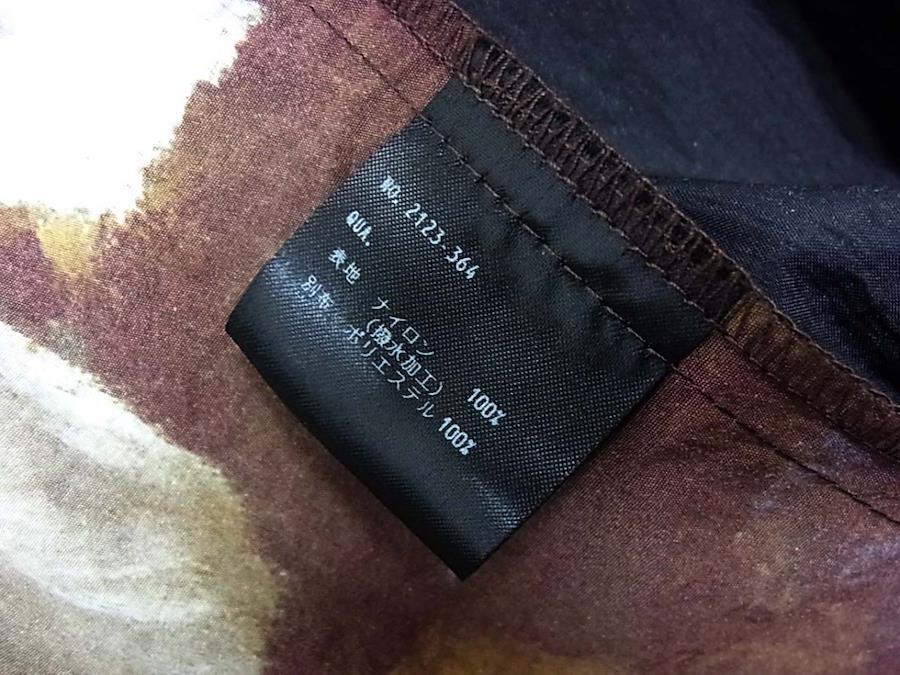 NO. 2123-364
QUA.
表地 ナイロン 100%
(撥水加工)
別布 ポリエステル 100%